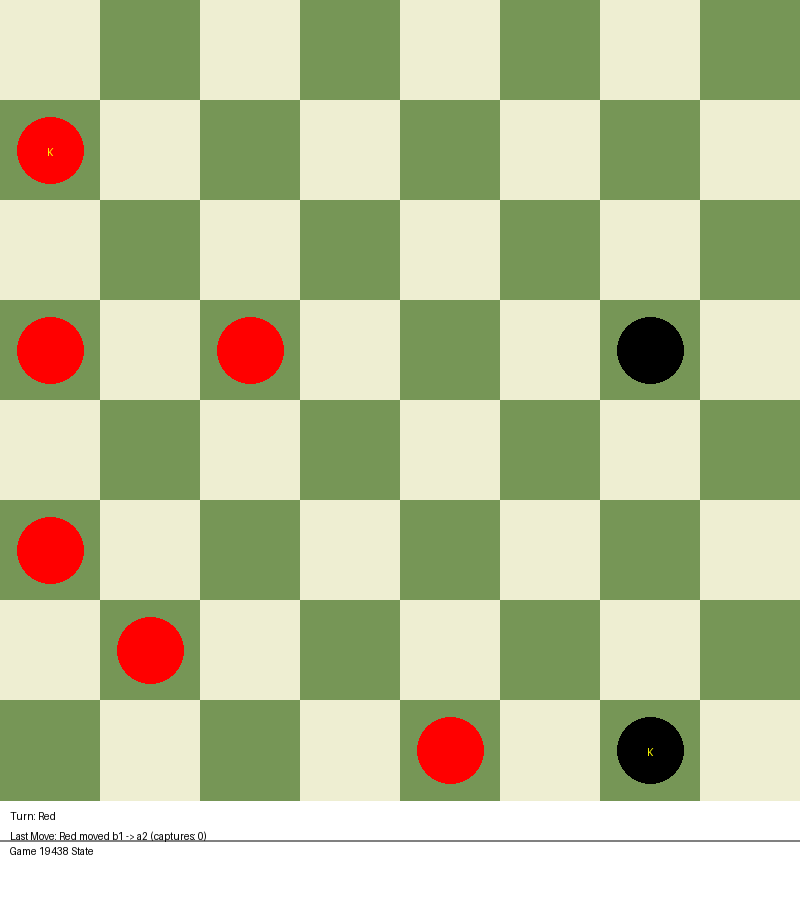 K
K
Turn: Red
Last Move: Red moved b1 -> a2 (captures: 0)
Game 19438 State